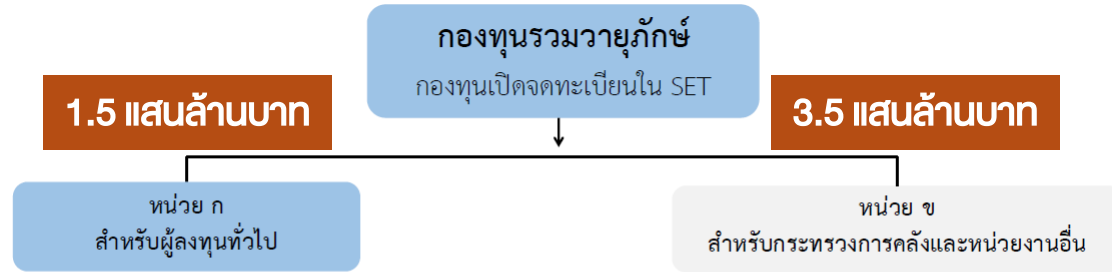 กองทุนรวมวายุภักษ์
กองทุนเปิดจดทะเบียนใน SET
1.5 แสนล้านบาท
3.5 แสนล้านบาท
หน่วย ก
สำหรับผู้ลงทุนทั่วไป
หน่วย ข
สำหรับกระทรวงการคลังและหน่วยงานอื่น